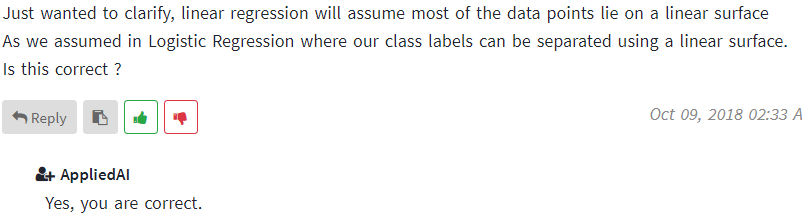 Just wanted to clarify, linear regression will assume most of the data points lie on a linear surface
As we assumed in Logistic Regression where our class labels can be separated using a linear surface.
Is this correct ?
Reply
Oct 09, 2018 02:33 A
AppliedAI
Yes, you are correct.